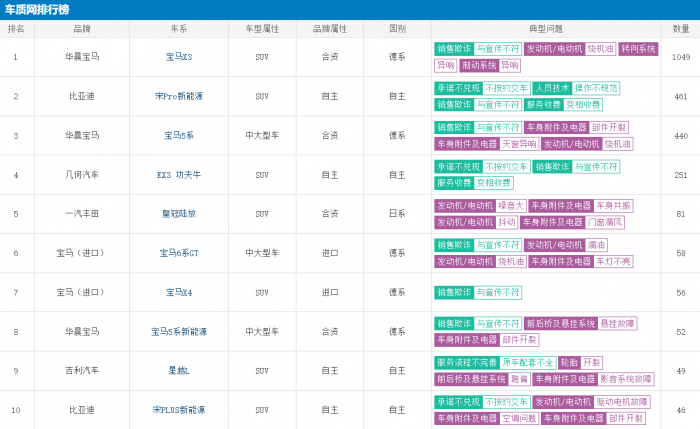 车质网排行榜
排名 品牌 车系 车型属性 品牌属性 国别 典型问题 数量
1 华晨宝马 宝马X3 SUV 合资 德系 销售欺诈 与宣传不符 发动机/电动机 烧机油 转向系统 异响 制动系统 异响 1049
2 比亚迪 宋Pro新能源 SUV 自主 自主 承诺不兑现 不按约交车 人员技术 操作不规范 销售欺诈 与宣传不符 服务收费 变相收费 461
3 华晨宝马 宝马5系 中大型车 合资 德系 销售欺诈 与宣传不符 车身附件及电器 部件开裂 车身附件及电器 天窗异响 发动机/电动机 烧机油 440
4 几何汽车 EX3 功夫牛 SUV 自主 自主 承诺不兑现 不按约交车 销售欺诈 与宣传不符 服务收费 变相收费 251
5 一汽丰田 皇冠陆放 SUV 合资 日系 发动机/电动机 噪音大 车身附件及电器 车身共振 发动机/电动机 抖动 车身附件及电器 门窗漏风 81
6 宝马（进口） 宝马6系GT 中大型车 进口 德系 销售欺诈 与宣传不符 发动机/电动机 漏油 发动机/电动机 烧机油 车身附件及电器 车灯不亮 58
7 宝马（进口） 宝马X4 SUV 进口 德系 销售欺诈 与宣传不符 56
8 华晨宝马 宝马5系新能源 中大型车 合资 德系 销售欺诈 与宣传不符 前后桥及悬挂系统 悬挂故障 车身附件及电器 部件开裂 52
9 吉利汽车 星越L SUV 自主 自主 服务流程不完善 原车配套不全 轮胎 开裂 前后桥及悬挂系统 跑偏 车身附件及电器 影音系统故障 49
10 比亚迪 宋PLUS新能源 SUV 自主 自主 承诺不兑现 不按约交车 发动机/电动机 驱动电机故障 车身附件及电器 空调问题 车身附件及电器 部件开裂 46